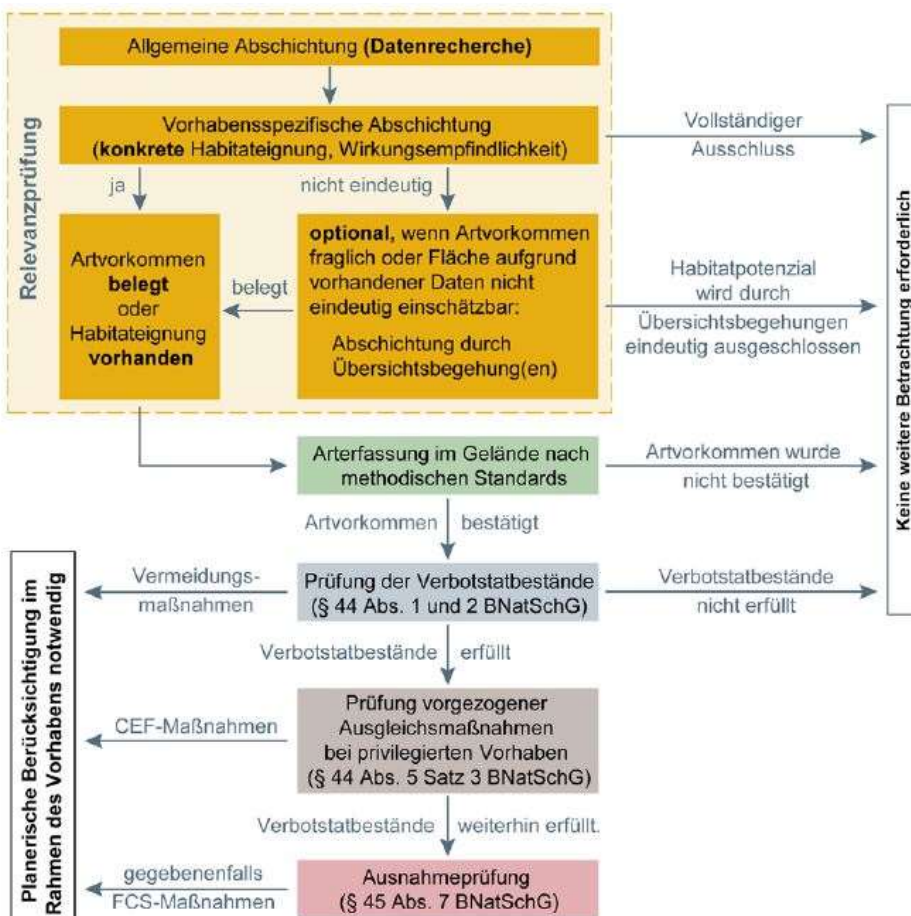 Allgemeine Abschichtung (Datenrecherche)
Relevanzprüfung
Vorhabensspezifische Abschichtung
(konkrete Habitateignung, Wirkungsempfindlichkeit)
Vollständiger
Ausschluss
ja
nicht eindeutig
Artvorkommen
belegt
oder
Habitateignung
vorhanden
belegt
optional, wenn Artvorkommen
fraglich oder Fläche aufgrund
vorhandener Daten nicht
eindeutig einschätzbar:
Abschichtung durch
Übersichtsbegehung(en)
Habitatpotenzial
wird durch
Übersichtsbegehungen
eindeutig ausgeschlossen
Keine weitere Betrachtung erforderlich
Arterfassung im Gelände nach
methodischen Standards
Artvorkommen wurde
nicht bestätigt
Artvorkommen bestätigt
Planerische Berücksichtigung im
Rahmen des Vorhabens notwendig
Vermeidungs-
maßnahmen
Prüfung der Verbotstatbestände
(§ 44 Abs. 1 und 2 BNatSchG)
Verbotstatbestände
nicht erfüllt
Verbotstatbestände erfüllt
CEF-Maßnahmen
Prüfung vorgezogener
Ausgleichsmaßnahmen
bei privilegierten Vorhaben
(§ 44 Abs. 5 Satz 3 BNatSchG)
Verbotstatbestände weiterhin erfüllt.
gegebenenfalls
FCS-Maßnahmen
Ausnahmeprüfung
(§ 45 Abs. 7 BNatSchG)